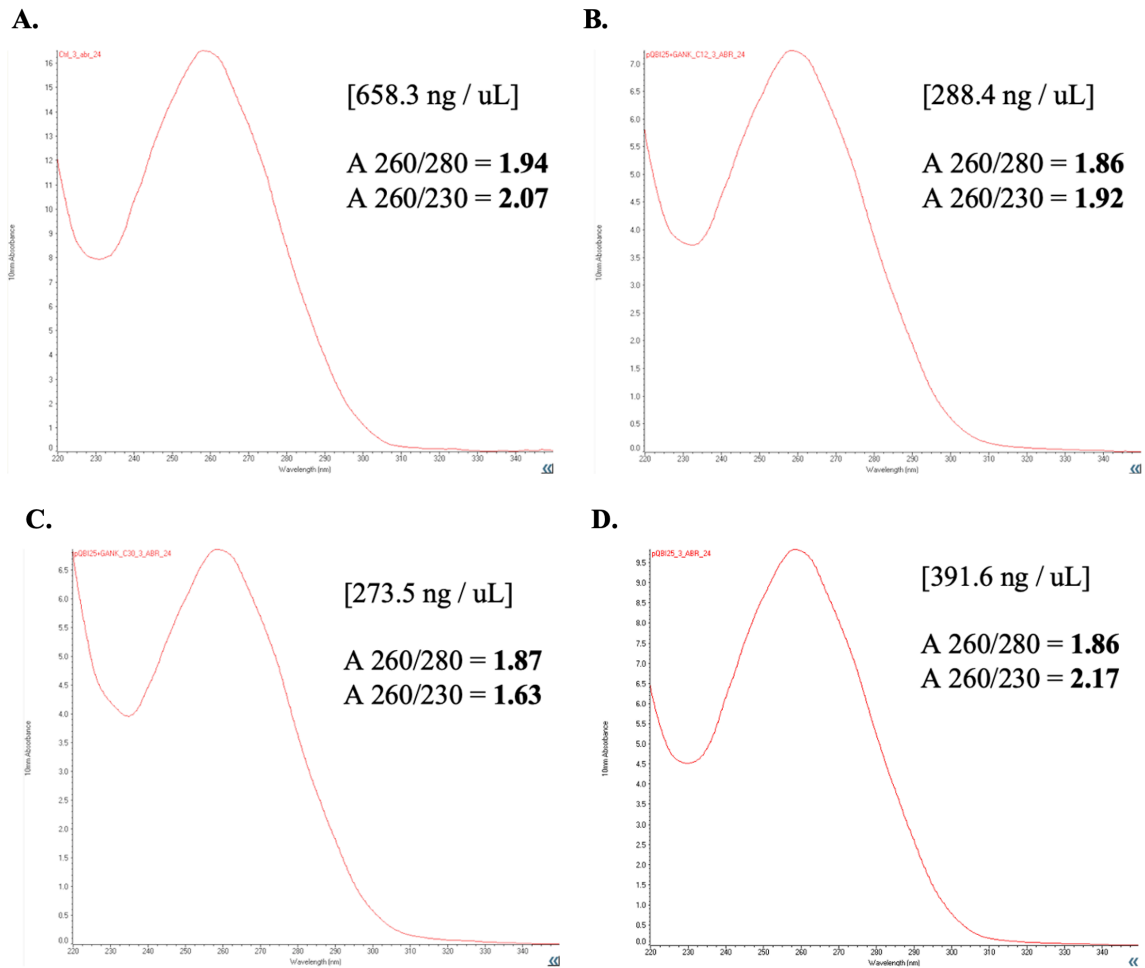 A.
Chl_3_abr_24
[658.3 ng / uL]
A 260/280 = 1.94
A 260/230 = 2.07
16
15
14
13
12
11
10
9
8
7
6
5
4
3
2
1
0
10mm Absorbance
220 230 240 250 260 270 280 290 300 310 320 330 340
Wavelength (nm)
B.
pQBI25+GANK_C12_3_ABR_24
[288.4 ng / uL]
A 260/280 = 1.86
A 260/230 = 1.92
7.0
6.5
6.0
5.5
5.0
4.5
4.0
3.5
3.0
2.5
2.0
1.5
1.0
0.5
0.0
10mm Absorbance
220 230 240 250 260 270 280 290 300 310 320 330 340
Wavelength (nm)
C.
pQBI25+GANK_C30_3_ABR_24
[273.5 ng / uL]
A 260/280 = 1.87
A 260/230 = 1.63
6.5
6.0
5.5
5.0
4.5
4.0
3.5
3.0
2.5
2.0
1.5
1.0
0.5
0.0
10mm Absorbance
220 230 240 250 260 270 280 290 300 310 320 330 340
Wavelength (nm)
D.
pQBI25_3_ABR_24
[391.6 ng / uL]
A 260/280 = 1.86
A 260/230 = 2.17
9.5
9.0
8.5
8.0
7.5
7.0
6.5
6.0
5.5
5.0
4.5
4.0
3.5
3.0
2.5
2.0
1.5
1.0
0.5
0.0
10mm Absorbance
220 230 240 250 260 270 280 290 300 310 320 330 340
Wavelength (nm)